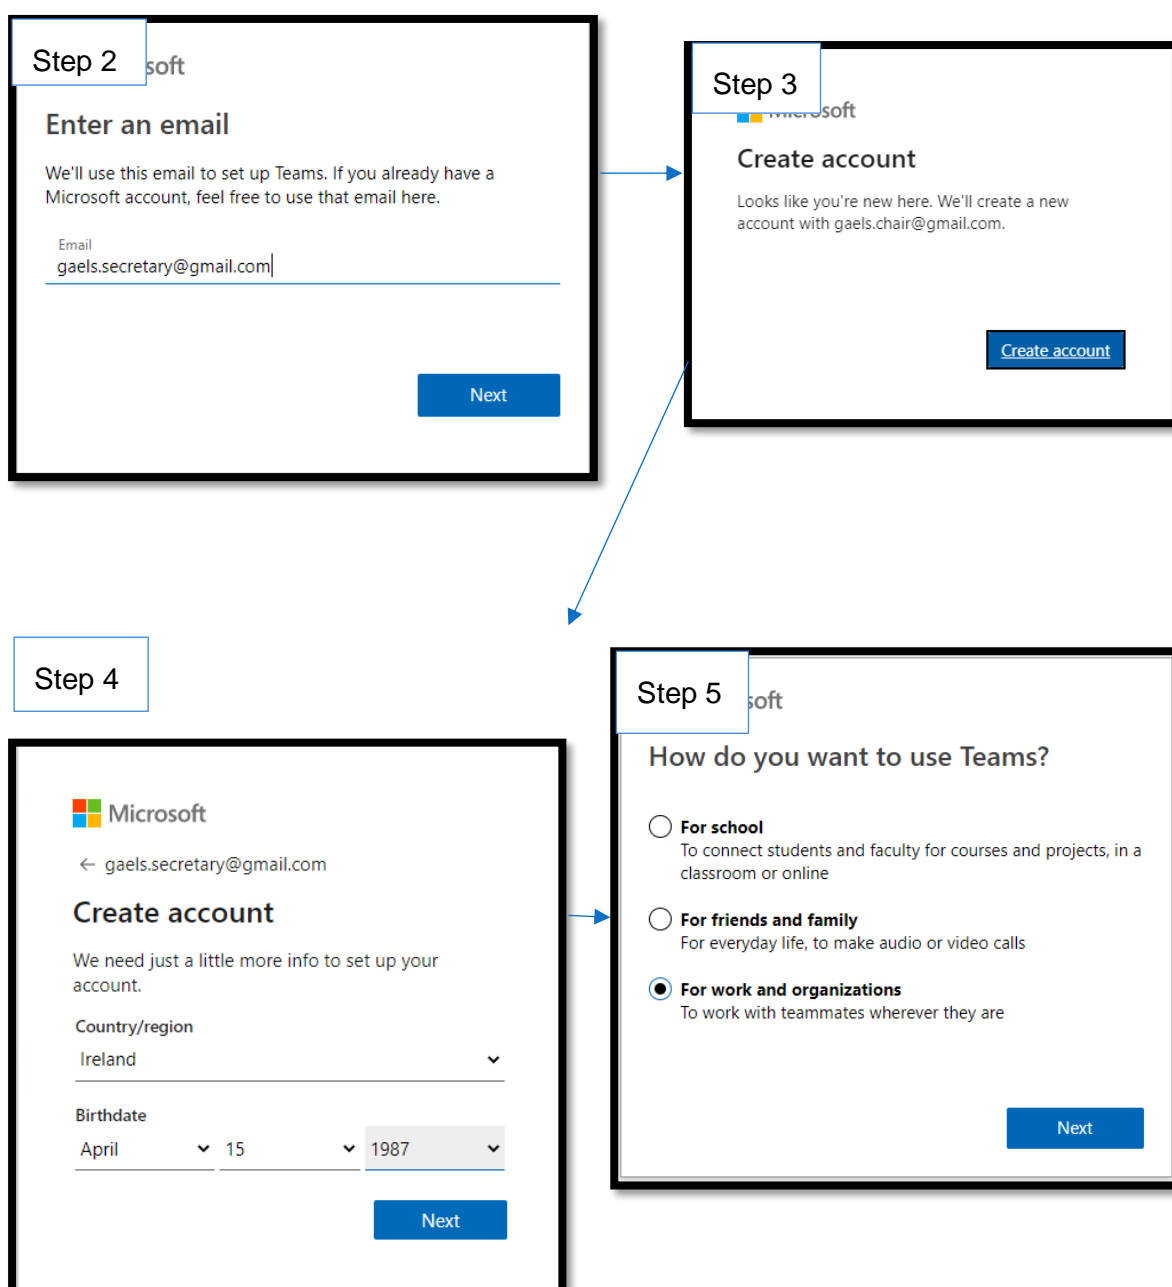 Step 2
soft
Enter an email
We'll use this email to set up Teams. If you already have a
Microsoft account, feel free to use that email here.
Email
gaels.secretary@gmail.com
Next
Step 3
Microsoft
Create account
Looks like you're new here. We'll create a new
account with gaels.chair@gmail.com.
Create account
Step 4
Microsoft
← gaels.secretary@gmail.com
Create account
We need just a little more info to set up your
account.
Country/region
Ireland
Birthdate
April 15 1987
Next
Step 5
soft
How do you want to use Teams?
For school
To connect students and faculty for courses and projects, in a
classroom or online
For friends and family
For everyday life, to make audio or video calls
For work and organizations
To work with teammates wherever they are
Next